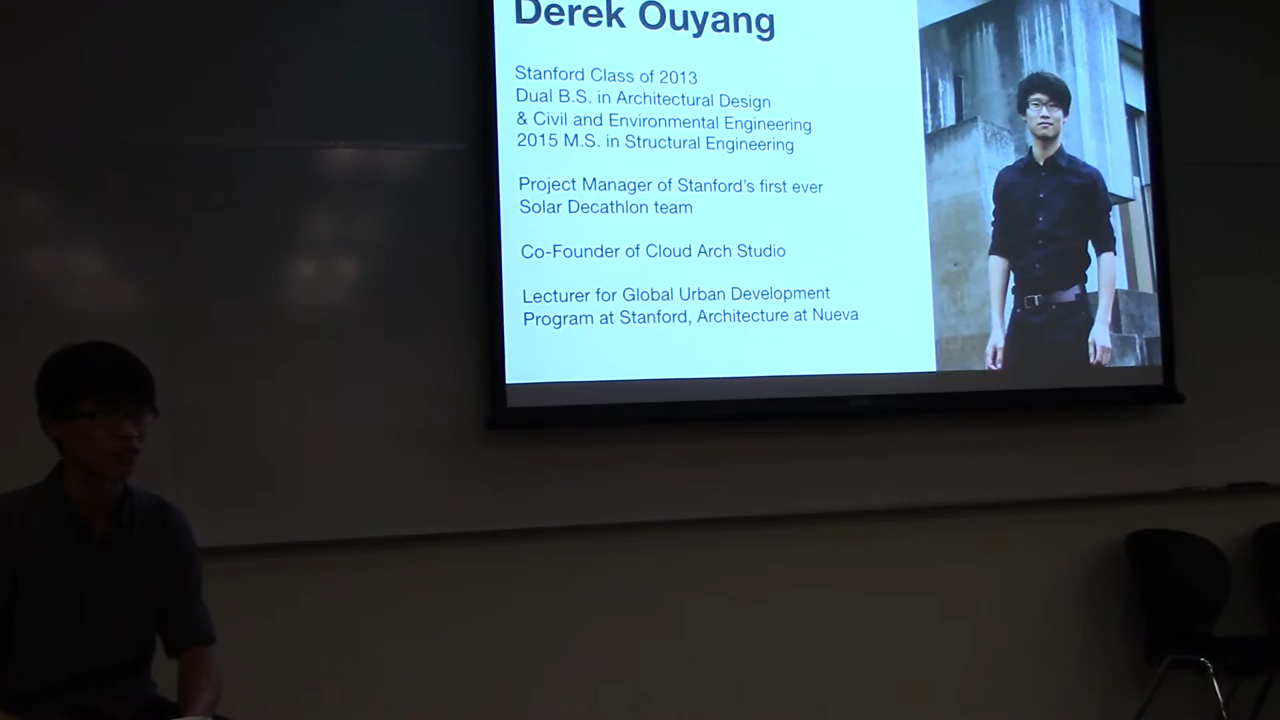 Derek Ouyang
Stanford Class of 2013
Dual B.S. in Architectural Design
& Civil and Environmental Engineering
2015 M.S. in Structural Engineering
Project Manager of Stanford's first ever
Solar Decathlon team
Co-Founder of Cloud Arch Studio
Lecturer for Global Urban Development
Program at Stanford, Architecture at Nueva